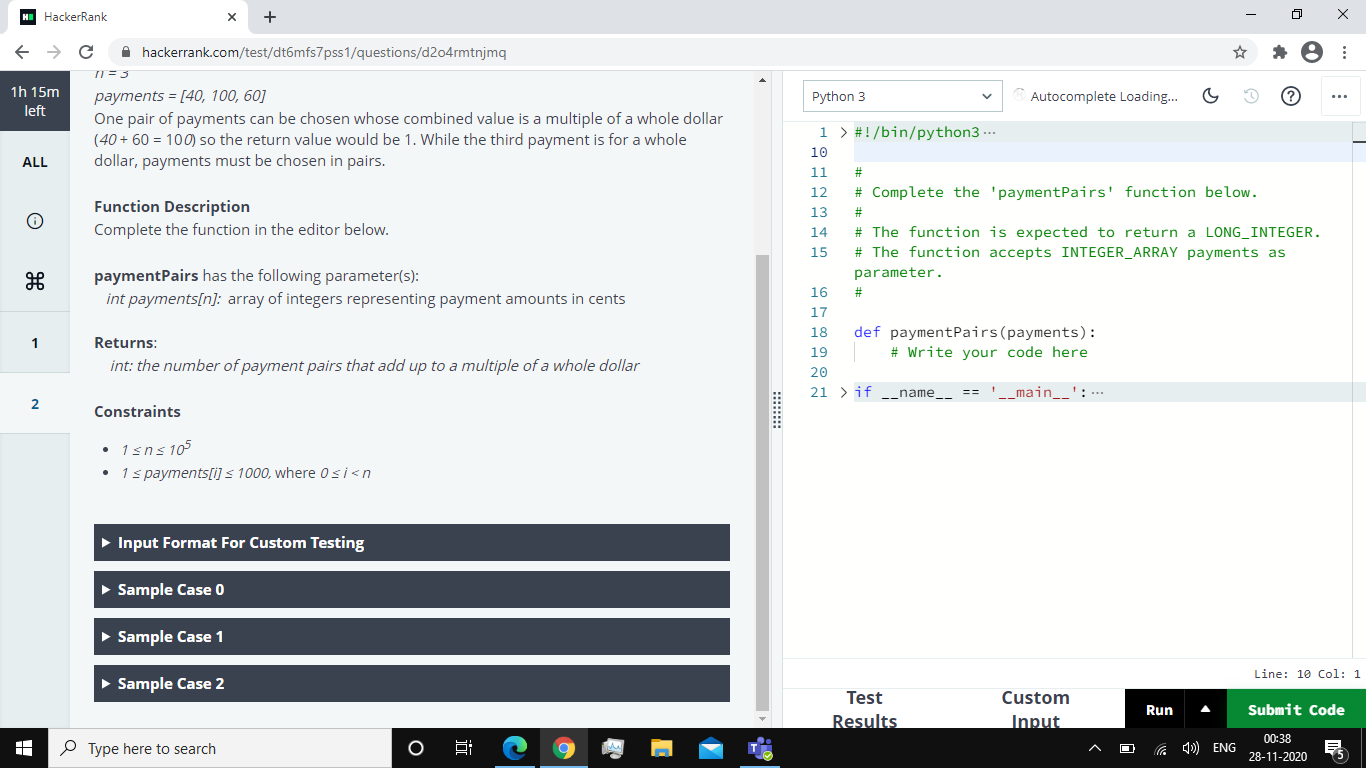 HackerRank
hackerrank.com/test/dt6mfs7pss1/questions/d2o4rmtnjmq
1h 15m
left
ALL
1
2
n = 3
payments = [40, 100, 60]
One pair of payments can be chosen whose combined value is a multiple of a whole dollar
(40 + 60 = 100) so the return value would be 1. While the third payment is for a whole
dollar, payments must be chosen in pairs.
Function Description
Complete the function in the editor below.
paymentPairs has the following parameter(s):
int payments[n]: array of integers representing payment amounts in cents
Returns:
int: the number of payment pairs that add up to a multiple of a whole dollar
Constraints
• 1 ≤ n ≤ 10⁵
• 1 ≤ payments[i] ≤ 1000, where 0 ≤ i < n
Input Format For Custom Testing
Sample Case 0
Sample Case 1
Sample Case 2
Python 3
Autocomplete Loading...
1 > #!/bin/python3 ...
10
11 #
12 # Complete the 'paymentPairs' function below.
13 #
14 # The function is expected to return a LONG_INTEGER.
15 # The function accepts INTEGER_ARRAY payments as
parameter.
16 #
17
18 def paymentPairs(payments):
19 # Write your code here
20
21 > if __name__ == '__main__': ...
Line: 10 Col: 1
Test
Results
Custom
Input
Run
Submit Code
Type here to search
ENG
00:38
28-11-2020
5